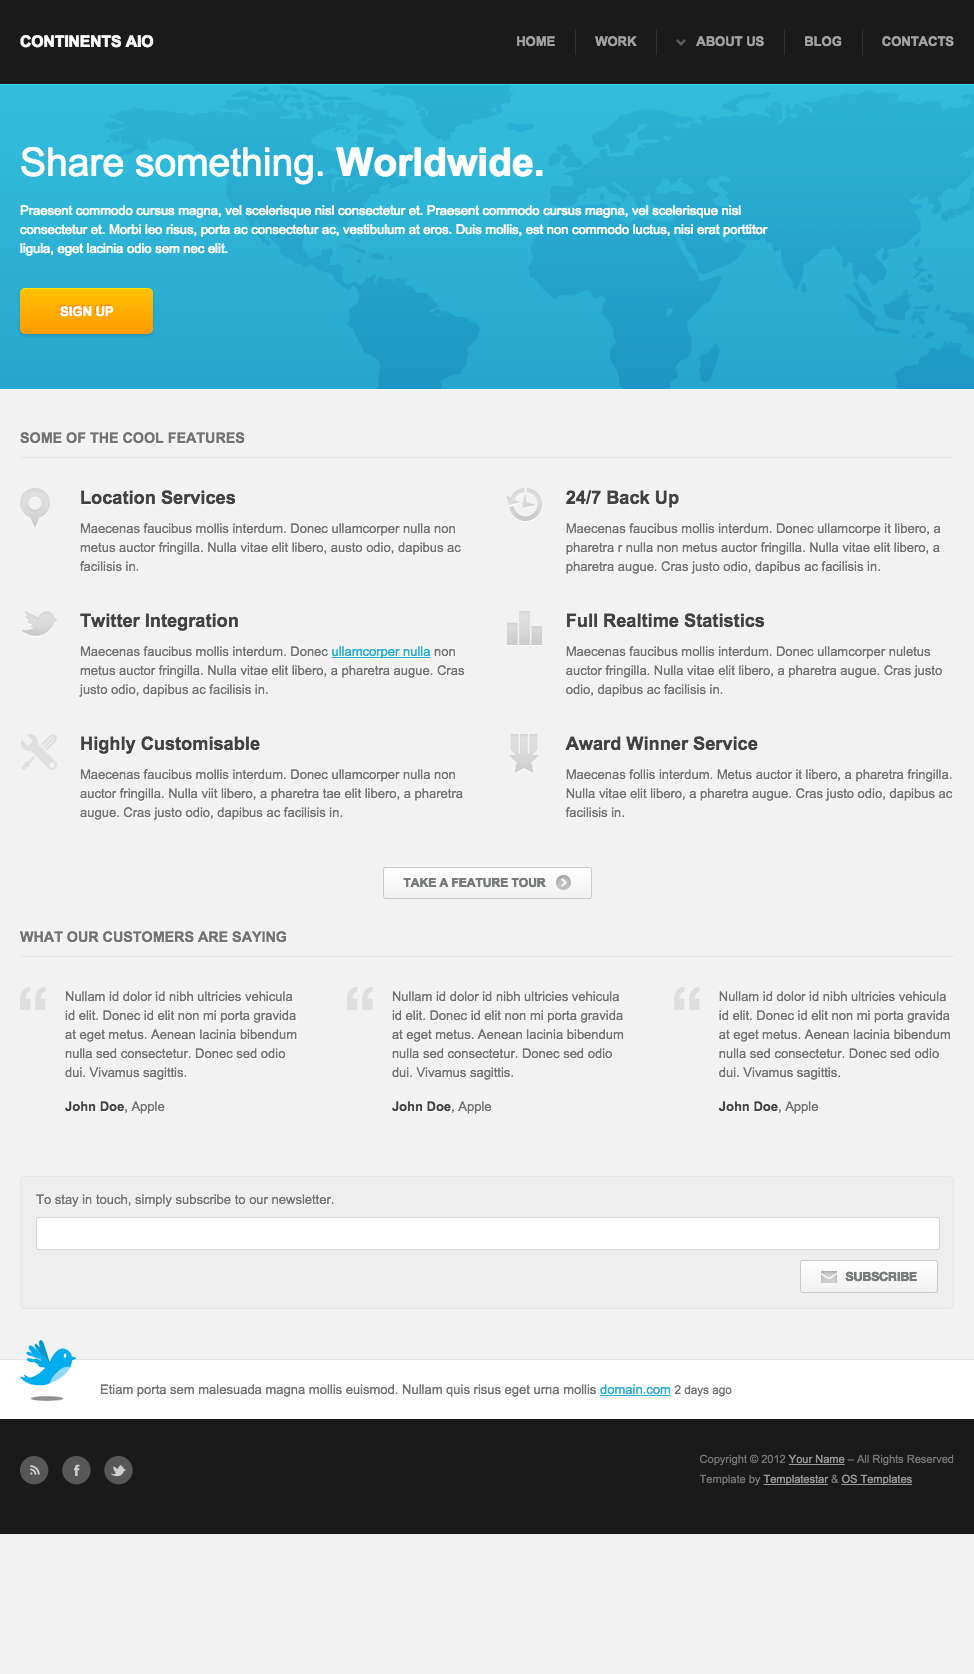 CONTINENTS AIO
HOME
WORK
ABOUT US
BLOG
CONTACTS
Share something. Worldwide.
Praesent commodo cursus magna, vel scelerisque nisl consectetur et. Praesent commodo cursus magna, vel scelerisque nisl
consectetur et. Morbi leo risus, porta ac consectetur ac, vestibulum at eros. Duis mollis, est non commodo luctus, nisi erat porttitor
ligula, eget lacinia odio sem nec elit.
SIGN UP
SOME OF THE COOL FEATURES
Location Services
Maecenas faucibus mollis interdum. Donec ullamcorper nulla non
metus auctor fringilla. Nulla vitae elit libero, austo odio, dapibus ac
facilisis in.
24/7 Back Up
Maecenas faucibus mollis interdum. Donec ullamcorpe it libero, a
pharetra r nulla non metus auctor fringilla. Nulla vitae elit libero, a
pharetra augue. Cras justo odio, dapibus ac facilisis in.
Twitter Integration
Maecenas faucibus mollis interdum. Donec ullamcorper nulla non
metus auctor fringilla. Nulla vitae elit libero, a pharetra augue. Cras
justo odio, dapibus ac facilisis in.
Full Realtime Statistics
Maecenas faucibus mollis interdum. Donec ullamcorper nuletus
auctor fringilla. Nulla vitae elit libero, a pharetra augue. Cras justo
odio, dapibus ac facilisis in.
Highly Customisable
Maecenas faucibus mollis interdum. Donec ullamcorper nulla non
auctor fringilla. Nulla viit libero, a pharetra tae elit libero, a pharetra
augue. Cras justo odio, dapibus ac facilisis in.
Award Winner Service
Maecenas follis interdum. Metus auctor it libero, a pharetra fringilla.
Nulla vitae elit libero, a pharetra augue. Cras justo odio, dapibus ac
facilisis in.
TAKE A FEATURE TOUR
WHAT OUR CUSTOMERS ARE SAYING
Nullam id dolor id nibh ultricies vehicula
id elit. Donec id elit non mi porta gravida
at eget metus. Aenean lacinia bibendum
nulla sed consectetur. Donec sed odio
dui. Vivamus sagittis.
John Doe, Apple
Nullam id dolor id nibh ultricies vehicula
id elit. Donec id elit non mi porta gravida
at eget metus. Aenean lacinia bibendum
nulla sed consectetur. Donec sed odio
dui. Vivamus sagittis.
John Doe, Apple
Nullam id dolor id nibh ultricies vehicula
id elit. Donec id elit non mi porta gravida
at eget metus. Aenean lacinia bibendum
nulla sed consectetur. Donec sed odio
dui. Vivamus sagittis.
John Doe, Apple
To stay in touch, simply subscribe to our newsletter.
SUBSCRIBE
Etiam porta sem malesuada magna mollis euismod. Nullam quis risus eget urna mollis domain.com 2 days ago
Copyright © 2012 Your Name – All Rights Reserved
Template by Templatestar & OS Templates